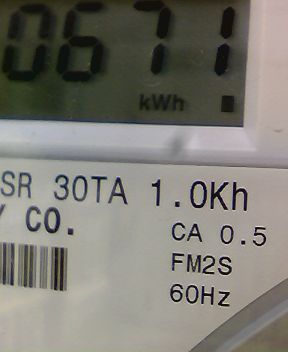 0671
kWh
SR 30TA 1.0Kh
Y CO.
CA 0.5
FM2S
60Hz